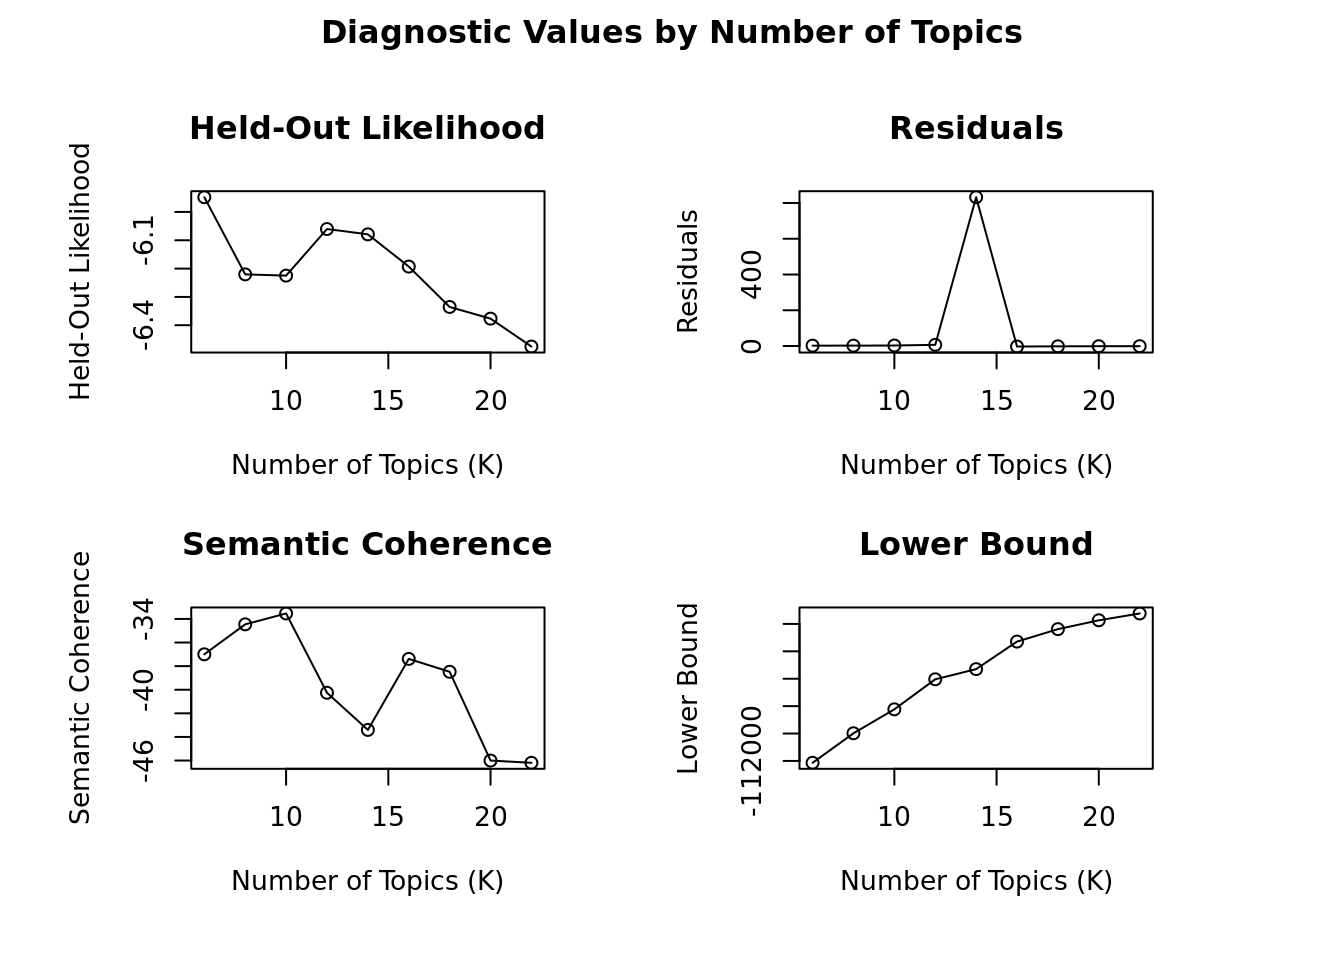 Diagnostic Values by Number of Topics
Held-Out Likelihood
Held-Out Likelihood
-6.1
-6.4
10 15 20
Number of Topics (K)
Residuals
Residuals
400
0
10 15 20
Number of Topics (K)
Semantic Coherence
Semantic Coherence
-34
-40
-46
10 15 20
Number of Topics (K)
Lower Bound
Lower Bound
-112000
10 15 20
Number of Topics (K)